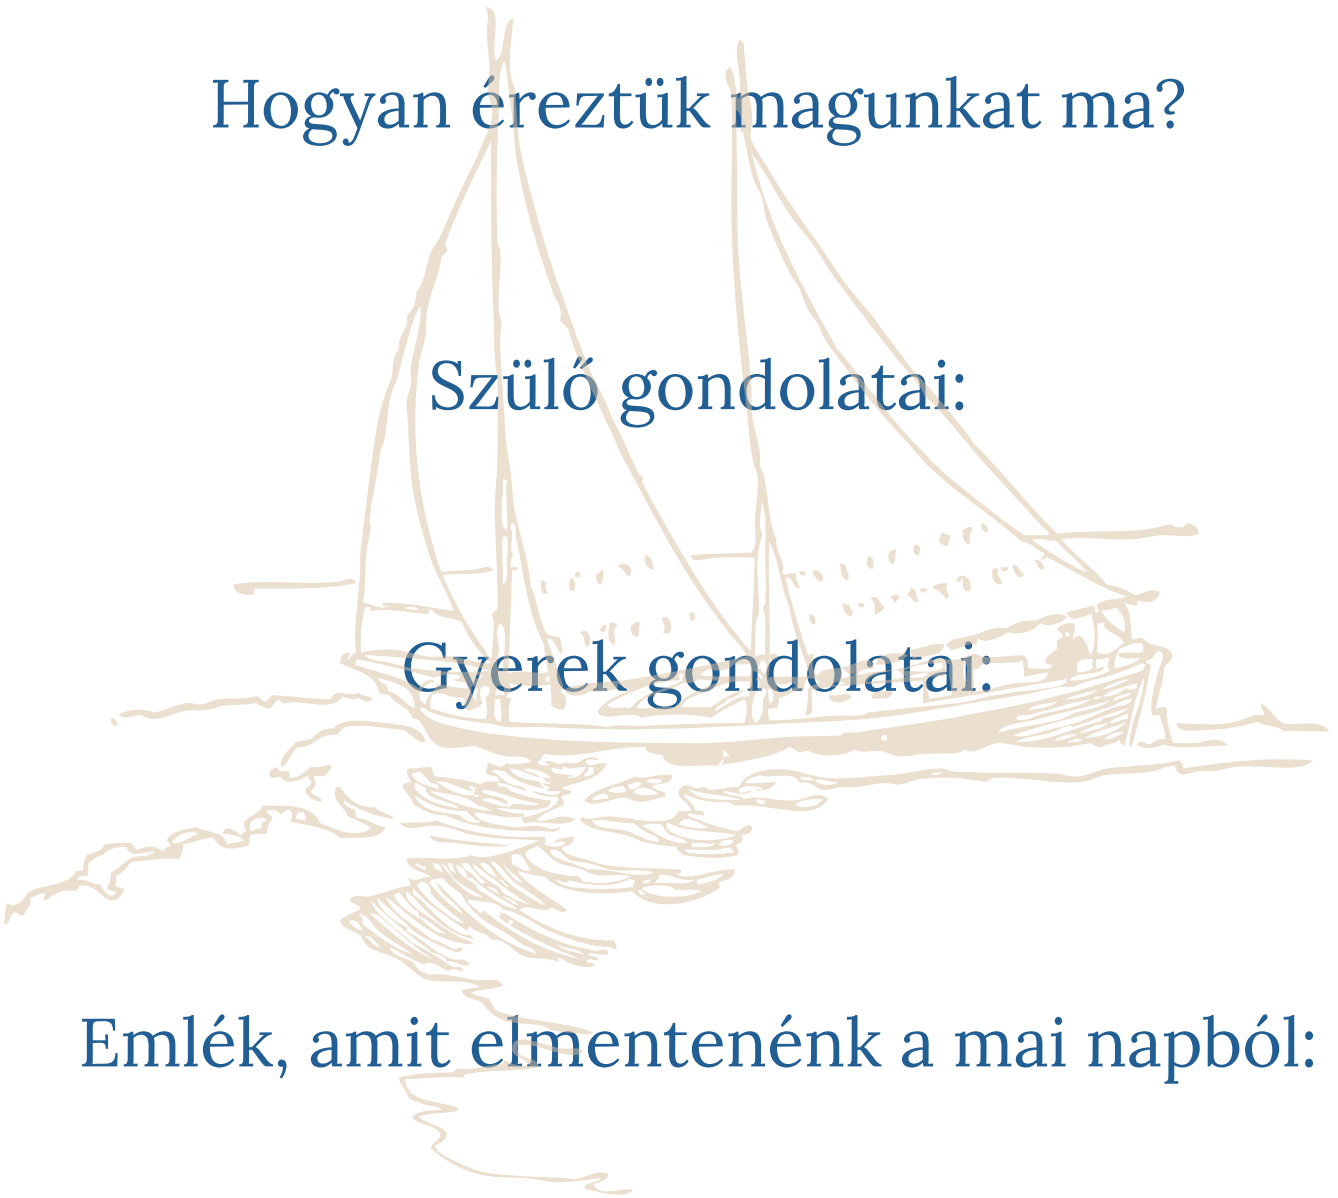 Hogyan éreztük magunkat ma?
Szülő gondolatai:
Gyerek gondolatai:
Emlék, amit elmentenénk a mai napból: